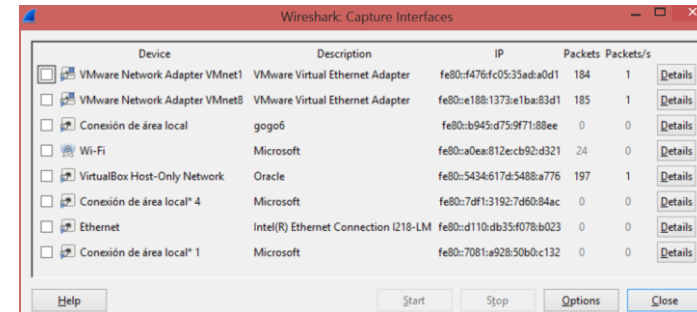 Wireshark: Capture Interfaces
Device Description IP Packets Packets/s
VMware Network Adapter VMnet1 VMware Virtual Ethernet Adapter fe80::f476:fc05:35ad:a0d1 184 1 Details
VMware Network Adapter VMnet8 VMware Virtual Ethernet Adapter fe80::e188:1373:e1ba:83d1 185 1 Details
Conexión de área local gogo6 fe80::b945:d75:9f71:88ee 0 0 Details
Wi-Fi Microsoft fe80::a0ea:812e:cb92:d321 24 0 Details
VirtualBox Host-Only Network Oracle fe80::5434:617d:5488:a776 197 1 Details
Conexión de área local* 4 Microsoft fe80::7df1:3192:7d60:84ac 0 0 Details
Ethernet Intel(R) Ethernet Connection I218-LM fe80::d110:db35:f078:b023 0 0 Details
Conexión de área local* 1 Microsoft fe80::7081:a928:50b0:c132 0 0 Details
Help Start Stop Options Close